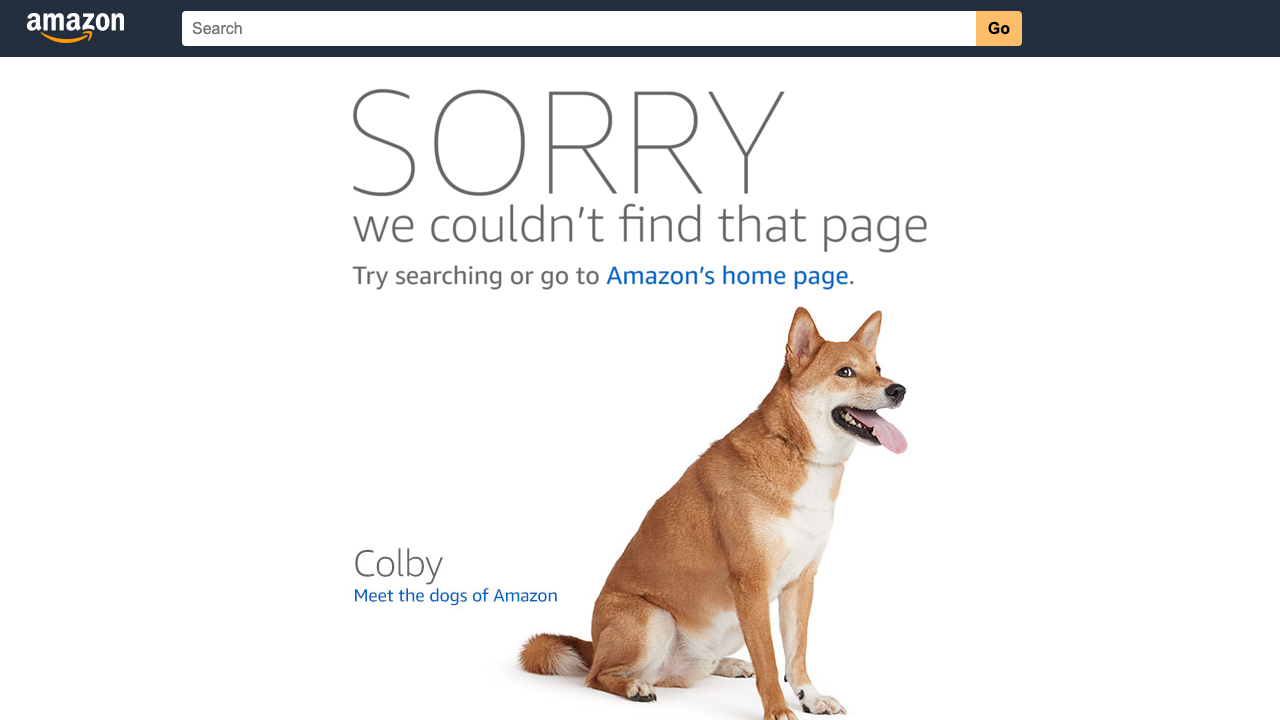 amazon
Search
Go
SORRY
we couldn't find that page
Try searching or go to Amazon's home page.
Colby
Meet the dogs of Amazon